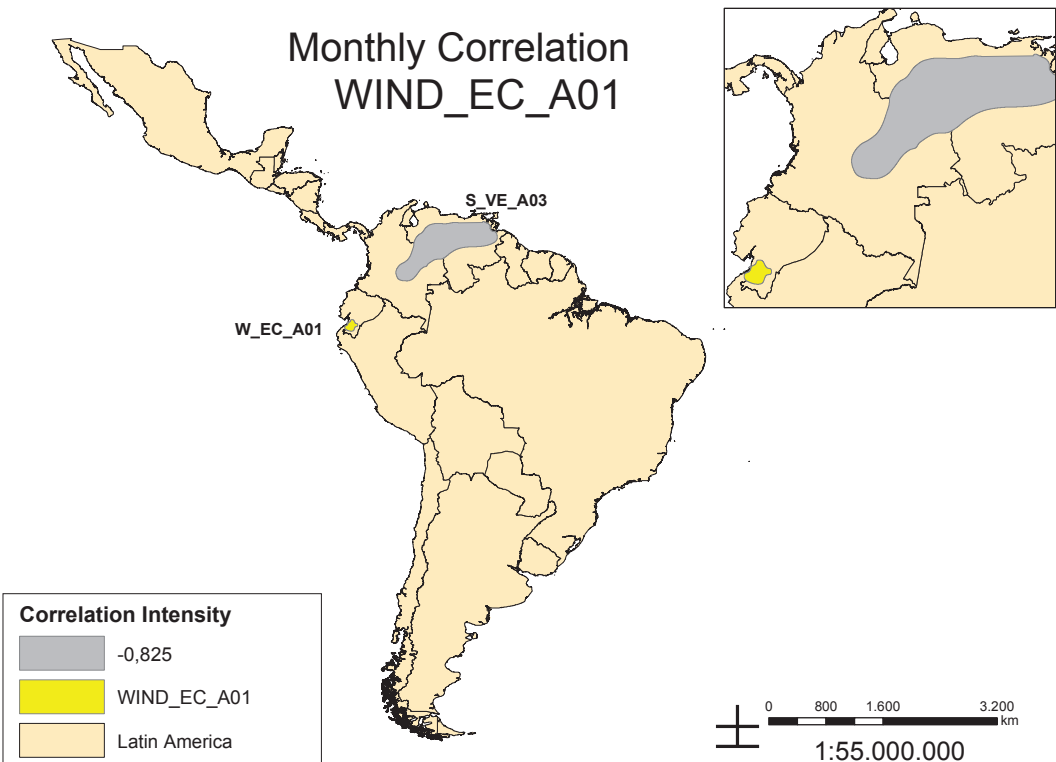 Monthly Correlation
WIND_EC_A01
S_VE_A03
W_EC_A01
Correlation Intensity
-0,825
WIND_EC_A01
Latin America
0 800 1.600 3.200
km
1:55.000.000